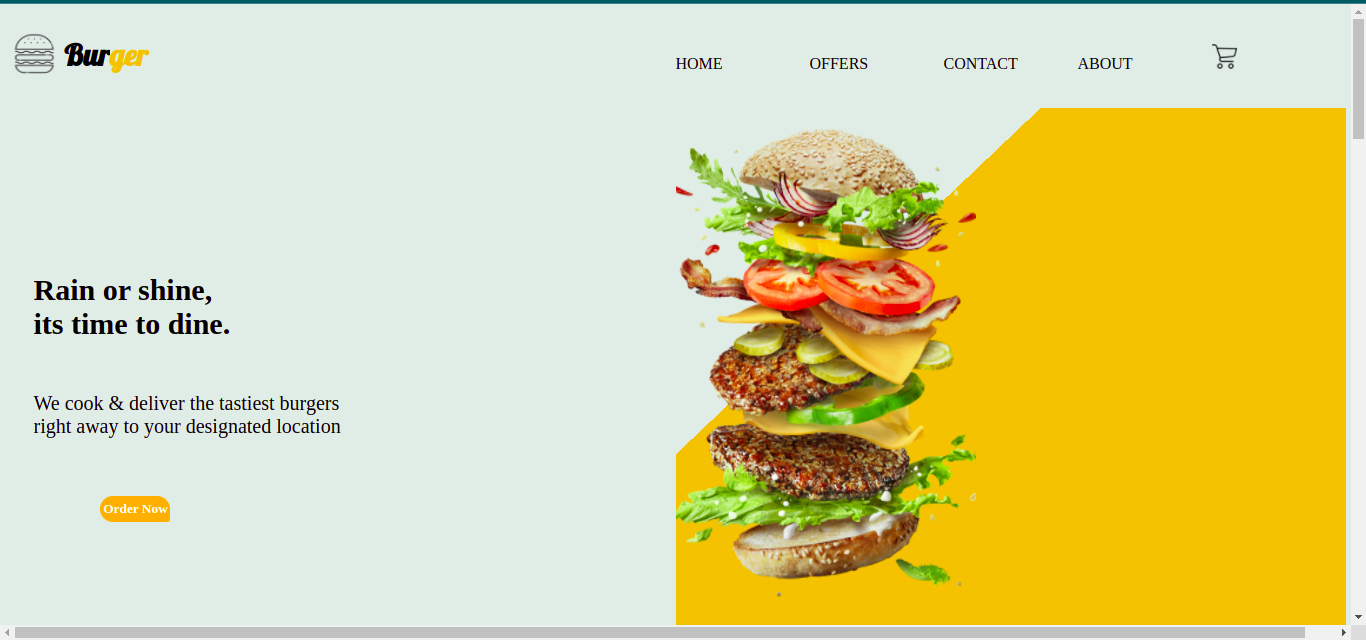 Burger
HOME OFFERS CONTACT ABOUT
Rain or shine,
its time to dine.
We cook & deliver the tastiest burgers
right away to your designated location
Order Now